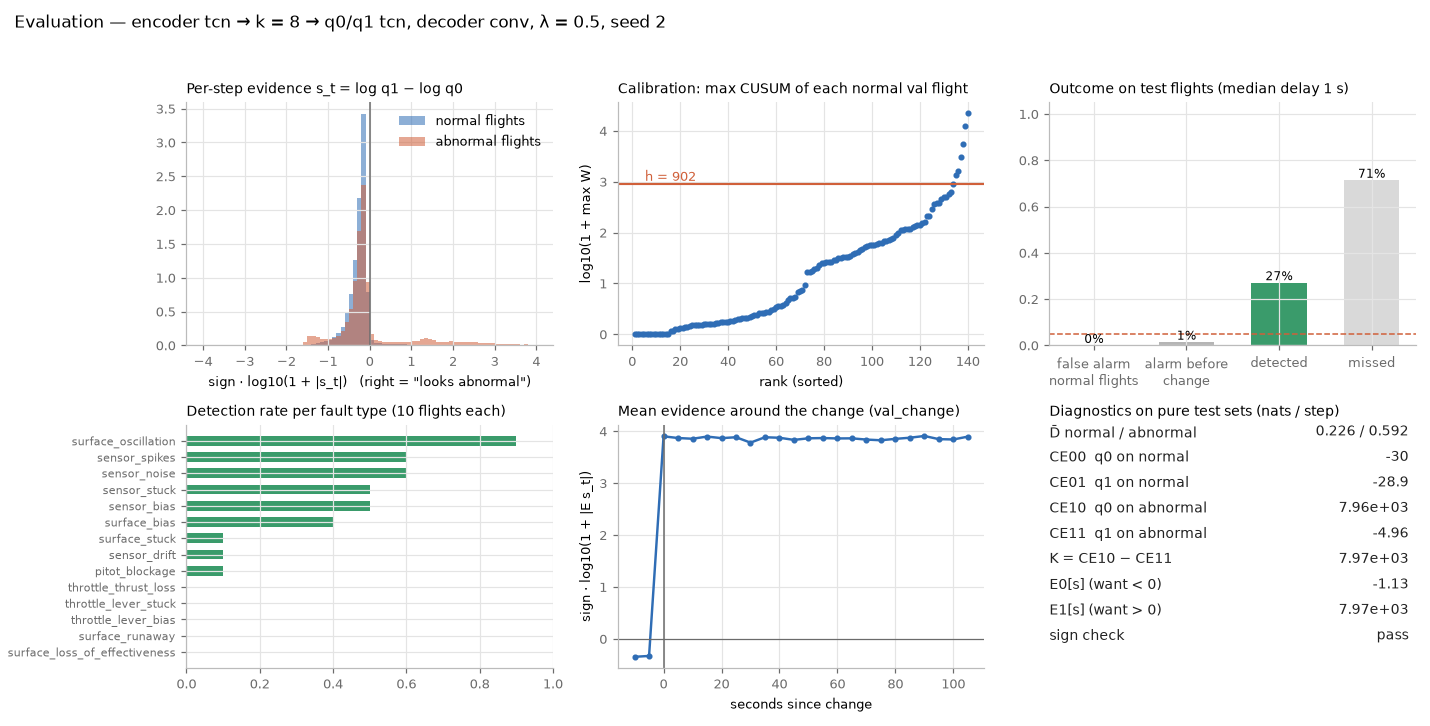 Evaluation — encoder tcn → k = 8 → q0/q1 tcn, decoder conv, λ = 0.5, seed 2
Per-step evidence s_t = log q1 − log q0
3.5
3.0
2.5
2.0
1.5
1.0
0.5
0.0
normal flights
abnormal flights
−4 −3 −2 −1 0 1 2 3 4
sign · log10(1 + |s_t|) (right = "looks abnormal")
Calibration: max CUSUM of each normal val flight
log10(1 + max W)
4
3
2
1
0
h = 902
0 20 40 60 80 100 120 140
rank (sorted)
Outcome on test flights (median delay 1 s)
1.0
0.8
0.6
0.4
0.2
0.0
0%
1%
27%
71%
false alarm
normal flights
alarm before
change
detected
missed
Detection rate per fault type (10 flights each)
surface_oscillation
sensor_spikes
sensor_noise
sensor_stuck
sensor_bias
surface_bias
surface_stuck
sensor_drift
pitot_blockage
throttle_thrust_loss
throttle_lever_stuck
throttle_lever_bias
surface_runaway
surface_loss_of_effectiveness
0.0 0.2 0.4 0.6 0.8 1.0
Mean evidence around the change (val_change)
sign · log10(1 + |E s_t|)
4
3
2
1
0
0 20 40 60 80 100
seconds since change
Diagnostics on pure test sets (nats / step)
D̄ normal / abnormal 0.226 / 0.592
CE00 q0 on normal -30
CE01 q1 on normal -28.9
CE10 q0 on abnormal 7.96e+03
CE11 q1 on abnormal -4.96
K = CE10 − CE11 7.97e+03
E0[s] (want < 0) -1.13
E1[s] (want > 0) 7.97e+03
sign check pass